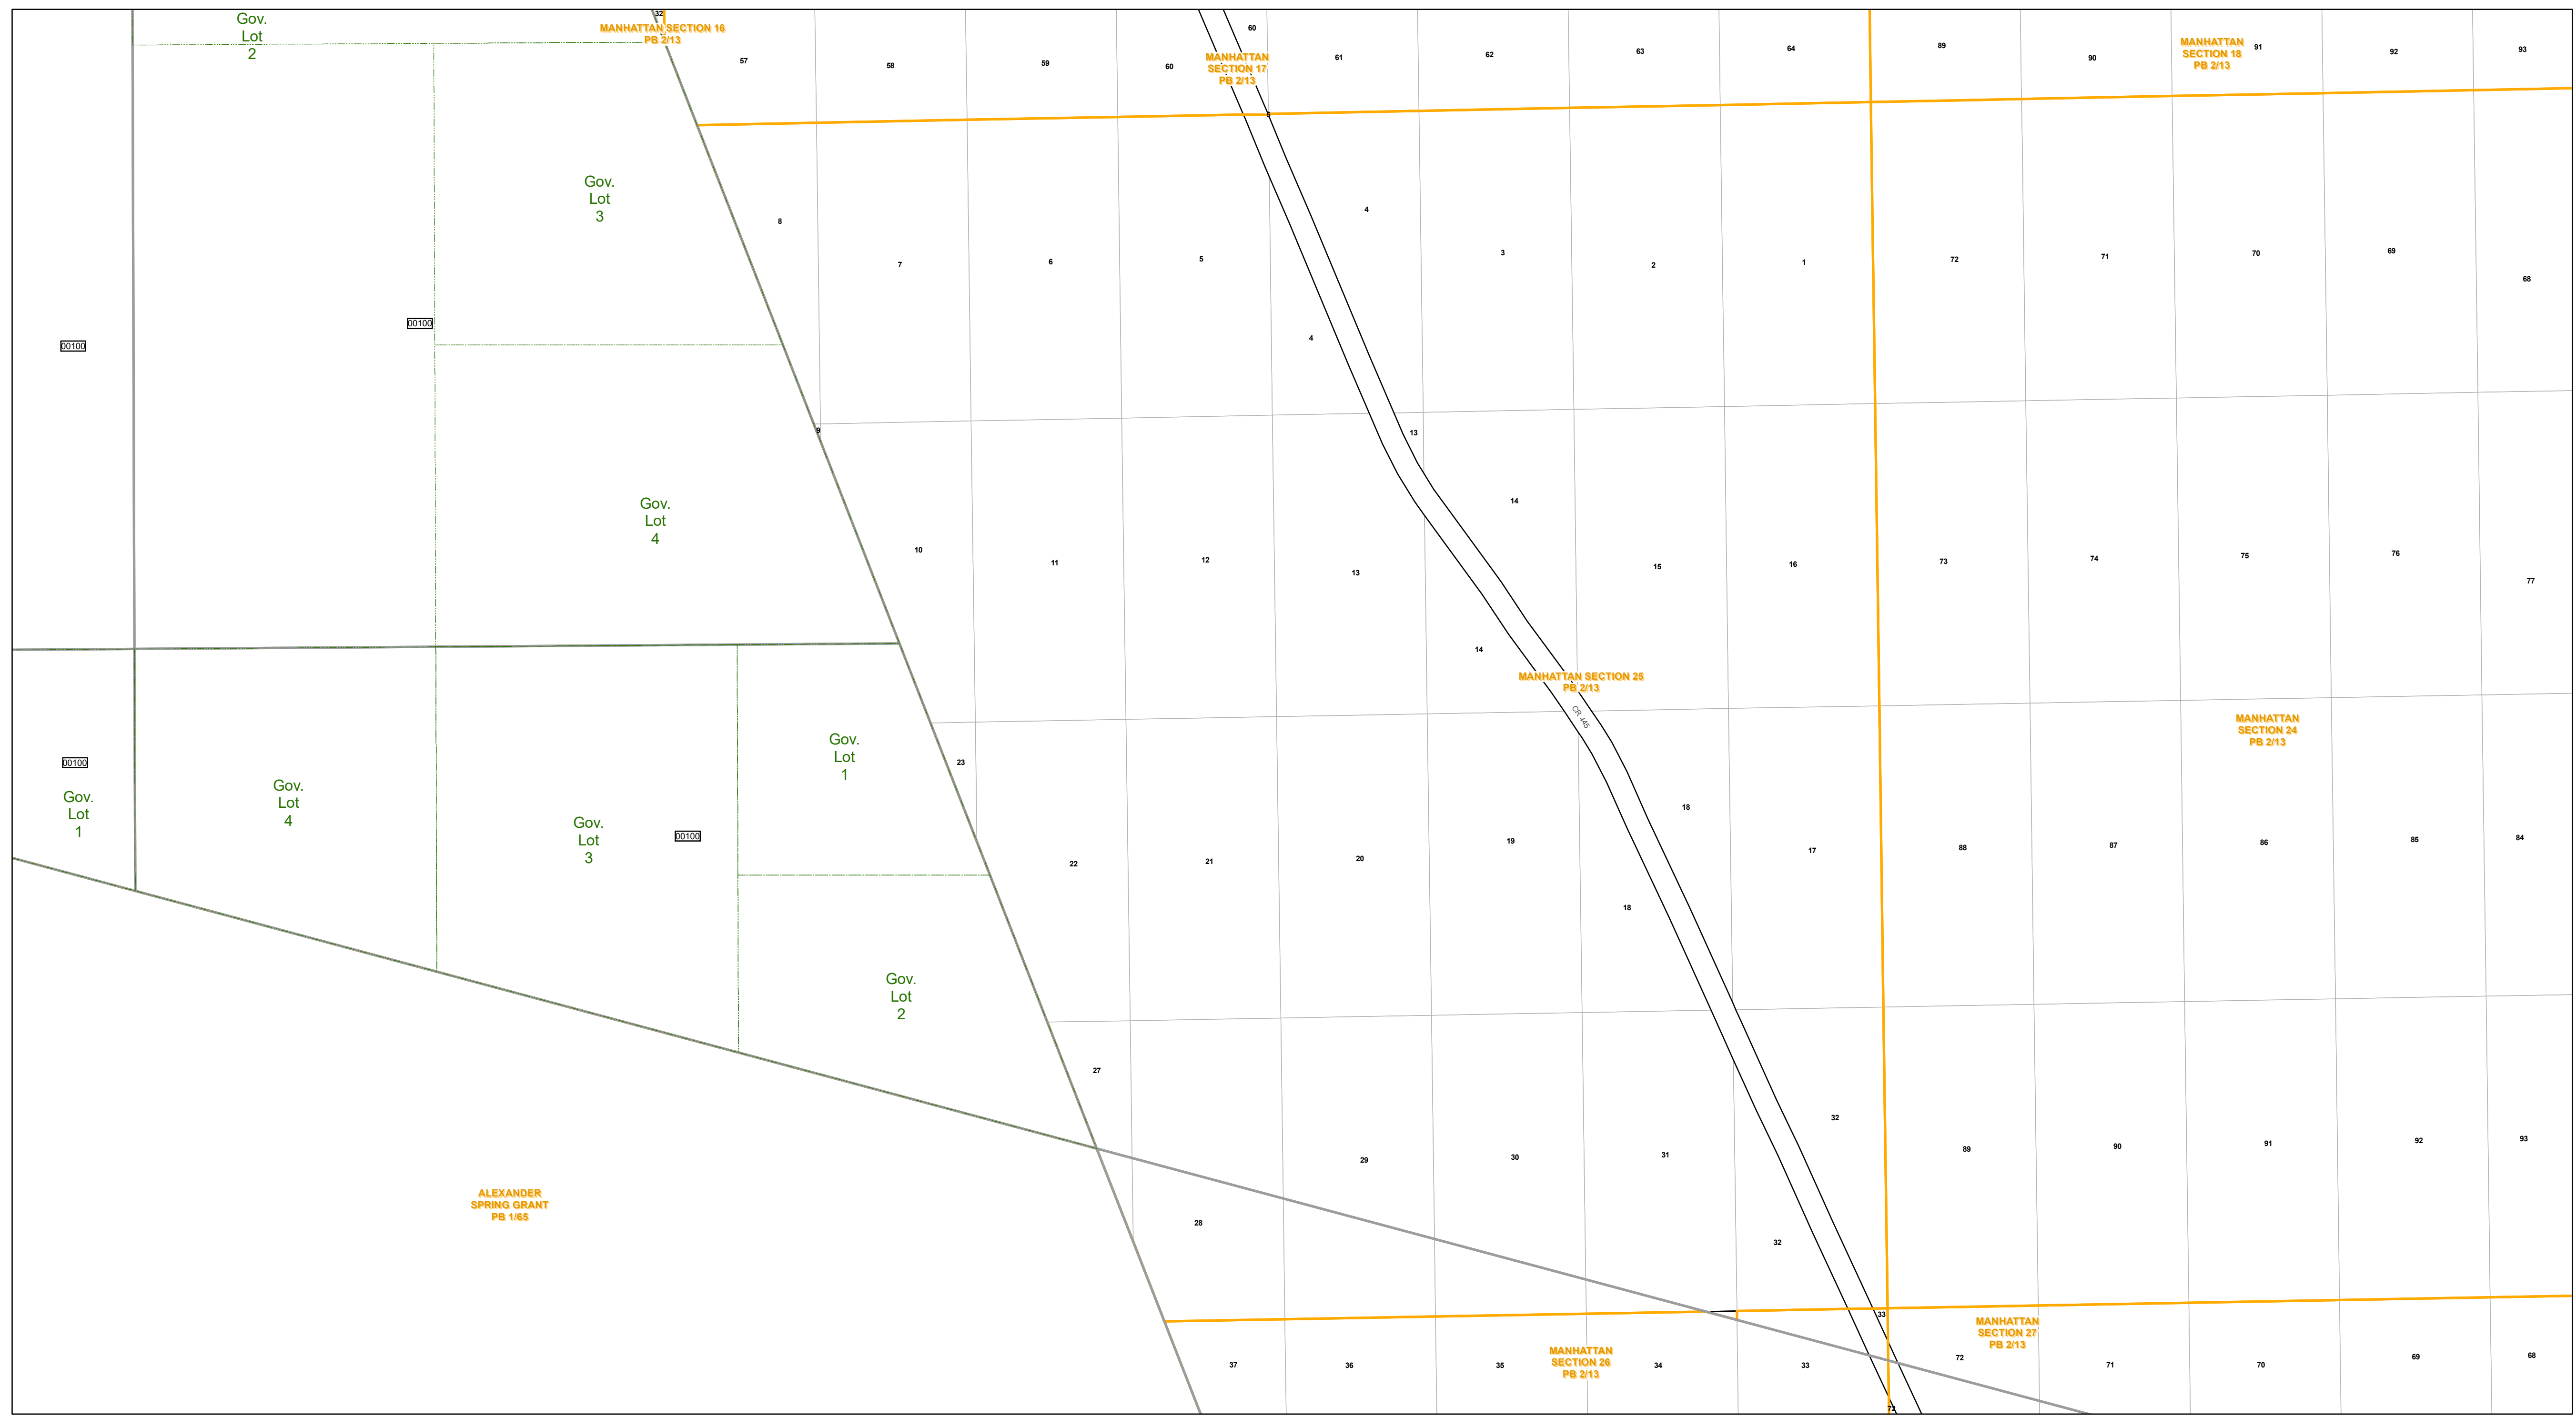 Gov.
Lot
2
32
MANHATTAN SECTION 16
PB 2/13
57
58
59
60
60
MANHATTAN
SECTION 17
PB 2/13
61
62
63
64
89
90
MANHATTAN
SECTION 18
PB 2/13
91
92
93
5
Gov.
Lot
3
8
7
6
5
4
4
3
2
1
72
71
70
69
68
00100
00100
9
Gov.
Lot
4
10
11
12
13
13
14
14
15
16
73
74
75
76
77
MANHATTAN SECTION 25
PB 2/13
CR 445
MANHATTAN
SECTION 24
PB 2/13
00100
Gov.
Lot
1
Gov.
Lot
4
Gov.
Lot
3
00100
Gov.
Lot
1
Gov.
Lot
2
23
22
21
20
19
18
18
17
88
87
86
85
84
27
28
29
30
31
32
32
89
90
91
92
93
ALEXANDER
SPRING GRANT
PB 1/65
37
36
35
MANHATTAN
SECTION 26
PB 2/13
34
33
33
MANHATTAN
SECTION 27
PB 2/13
72
71
70
69
68
72